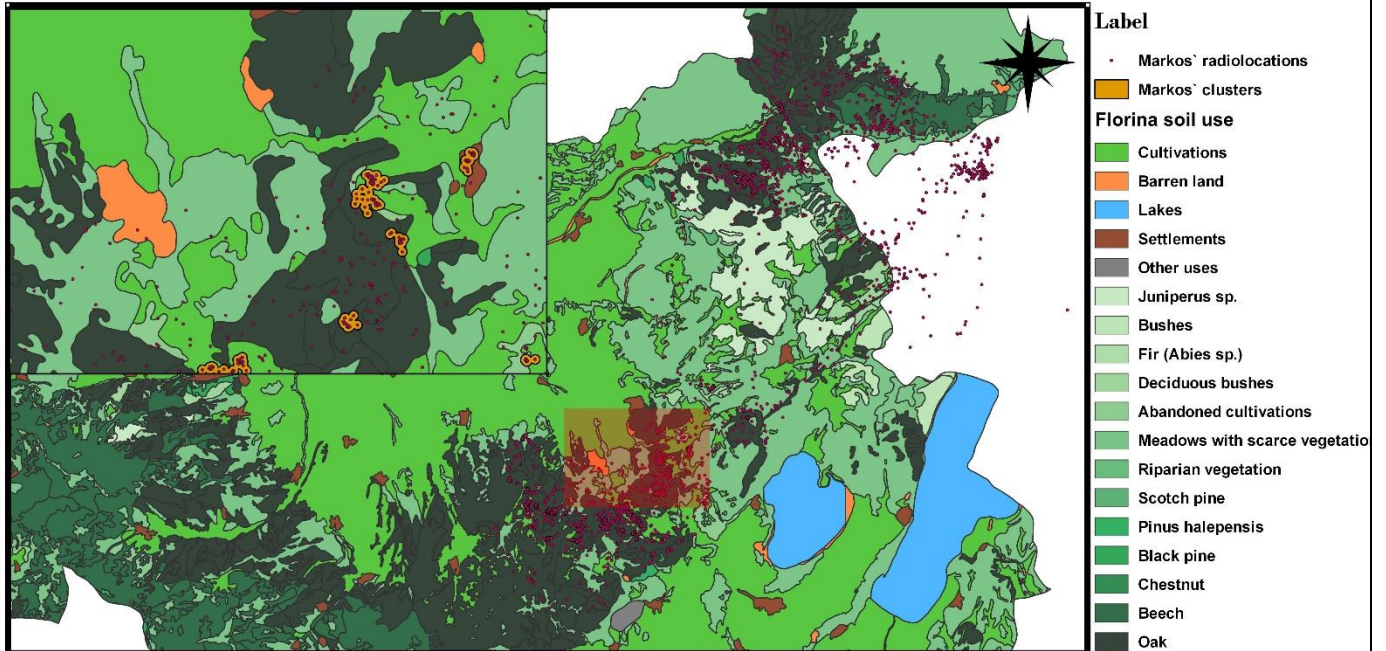 Label
Markos` radiolocations
Markos` clusters
Florina soil use
Cultivations
Barren land
Lakes
Settlements
Other uses
Juniperus sp.
Bushes
Fir (Abies sp.)
Deciduous bushes
Abandoned cultivations
Meadows with scarce vegetatio
Riparian vegetation
Scotch pine
Pinus halepensis
Black pine
Chestnut
Beech
Oak